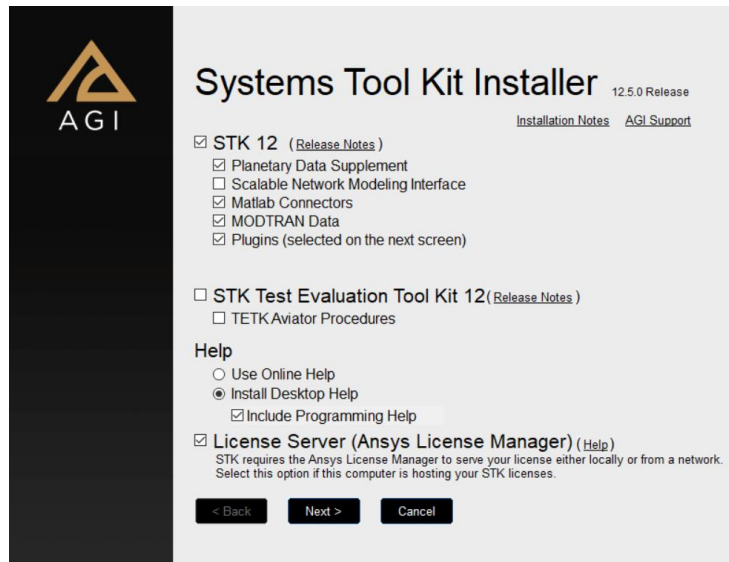 AGI
Systems Tool Kit Installer 12.5.0 Release
Installation Notes AGI Support
STK 12 (Release Notes)
Planetary Data Supplement
Scalable Network Modeling Interface
Matlab Connectors
MODTRAN Data
Plugins (selected on the next screen)
STK Test Evaluation Tool Kit 12(Release Notes)
TETK Aviator Procedures
Help
Use Online Help
Install Desktop Help
Include Programming Help
License Server (Ansys License Manager) (Help)
STK requires the Ansys License Manager to serve your license either locally or from a network.
Select this option if this computer is hosting your STK licenses.
< Back Next > Cancel